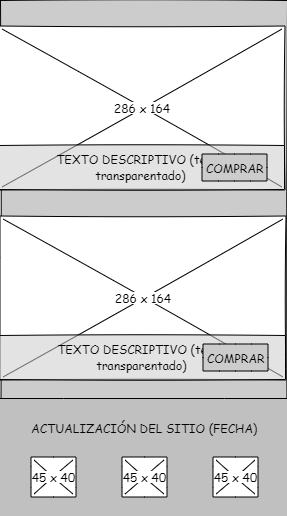 286 x 164
TEXTO DESCRIPTIVO (t
transparentado)
COMPRAR
286 x 164
TEXTO DESCRIPTIVO (t
transparentado)
COMPRAR
ACTUALIZACIÓN DEL SITIO (FECHA)
45 x 40
45 x 40
45 x 40